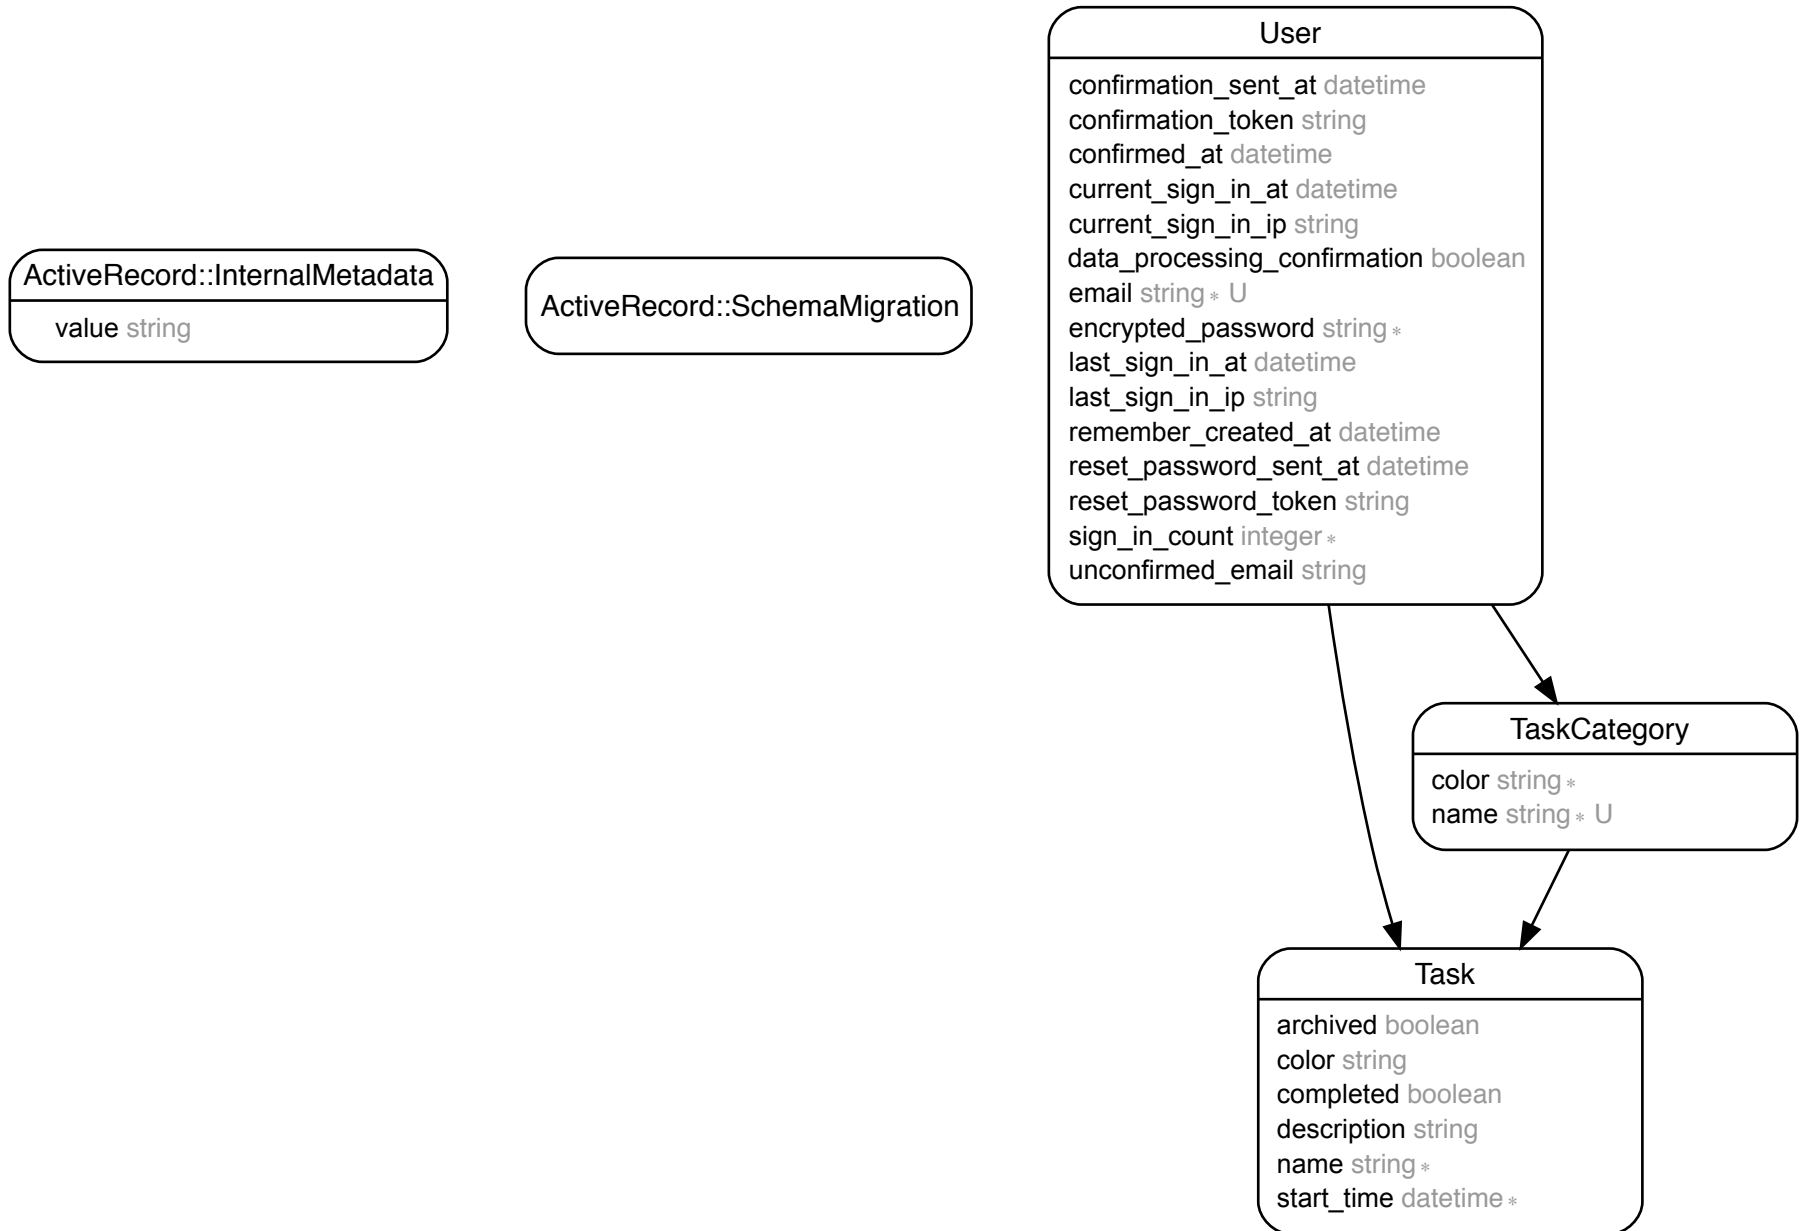 User
confirmation_sent_at datetime
confirmation_token string
confirmed_at datetime
current_sign_in_at datetime
current_sign_in_ip string
data_processing_confirmation boolean
email string * U
encrypted_password string *
last_sign_in_at datetime
last_sign_in_ip string
remember_created_at datetime
reset_password_sent_at datetime
reset_password_token string
sign_in_count integer *
unconfirmed_email string
ActiveRecord::InternalMetadata
value string
ActiveRecord::SchemaMigration
TaskCategory
color string *
name string * U
Task
archived boolean
color string
completed boolean
description string
name string *
start_time datetime *